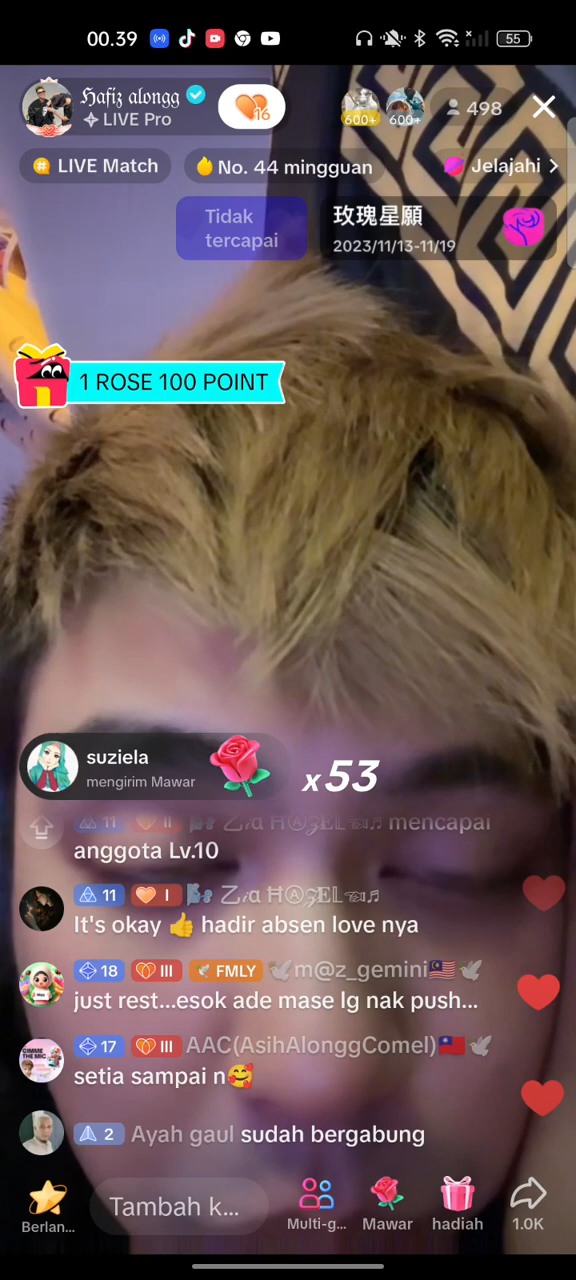 00.39
55
Hafiz alongg
LIVE Pro
16
600+
600+
498
LIVE Match
No. 44 mingguan
Jelajahi
Tidak
tercapai
玫瑰星願
2023/11/13-11/19
1 ROSE 100 POINT
suziela
mengirim Mawar
x53
11 II mencapai
anggota Lv.10
11 I
It's okay 👍 hadir absen love nya
18 III FMLY 🕊m@z_gemini🇲🇾🕊
just rest...esok ade mase lg nak push...
CIMME
THE MIC
17 III AAC(AsihAlonggComel)🇹🇼🕊
setia sampai n🥰
2 Ayah gaul sudah bergabung
Berlan...
Tambah k...
Multi-g...
Mawar
hadiah
1.0K